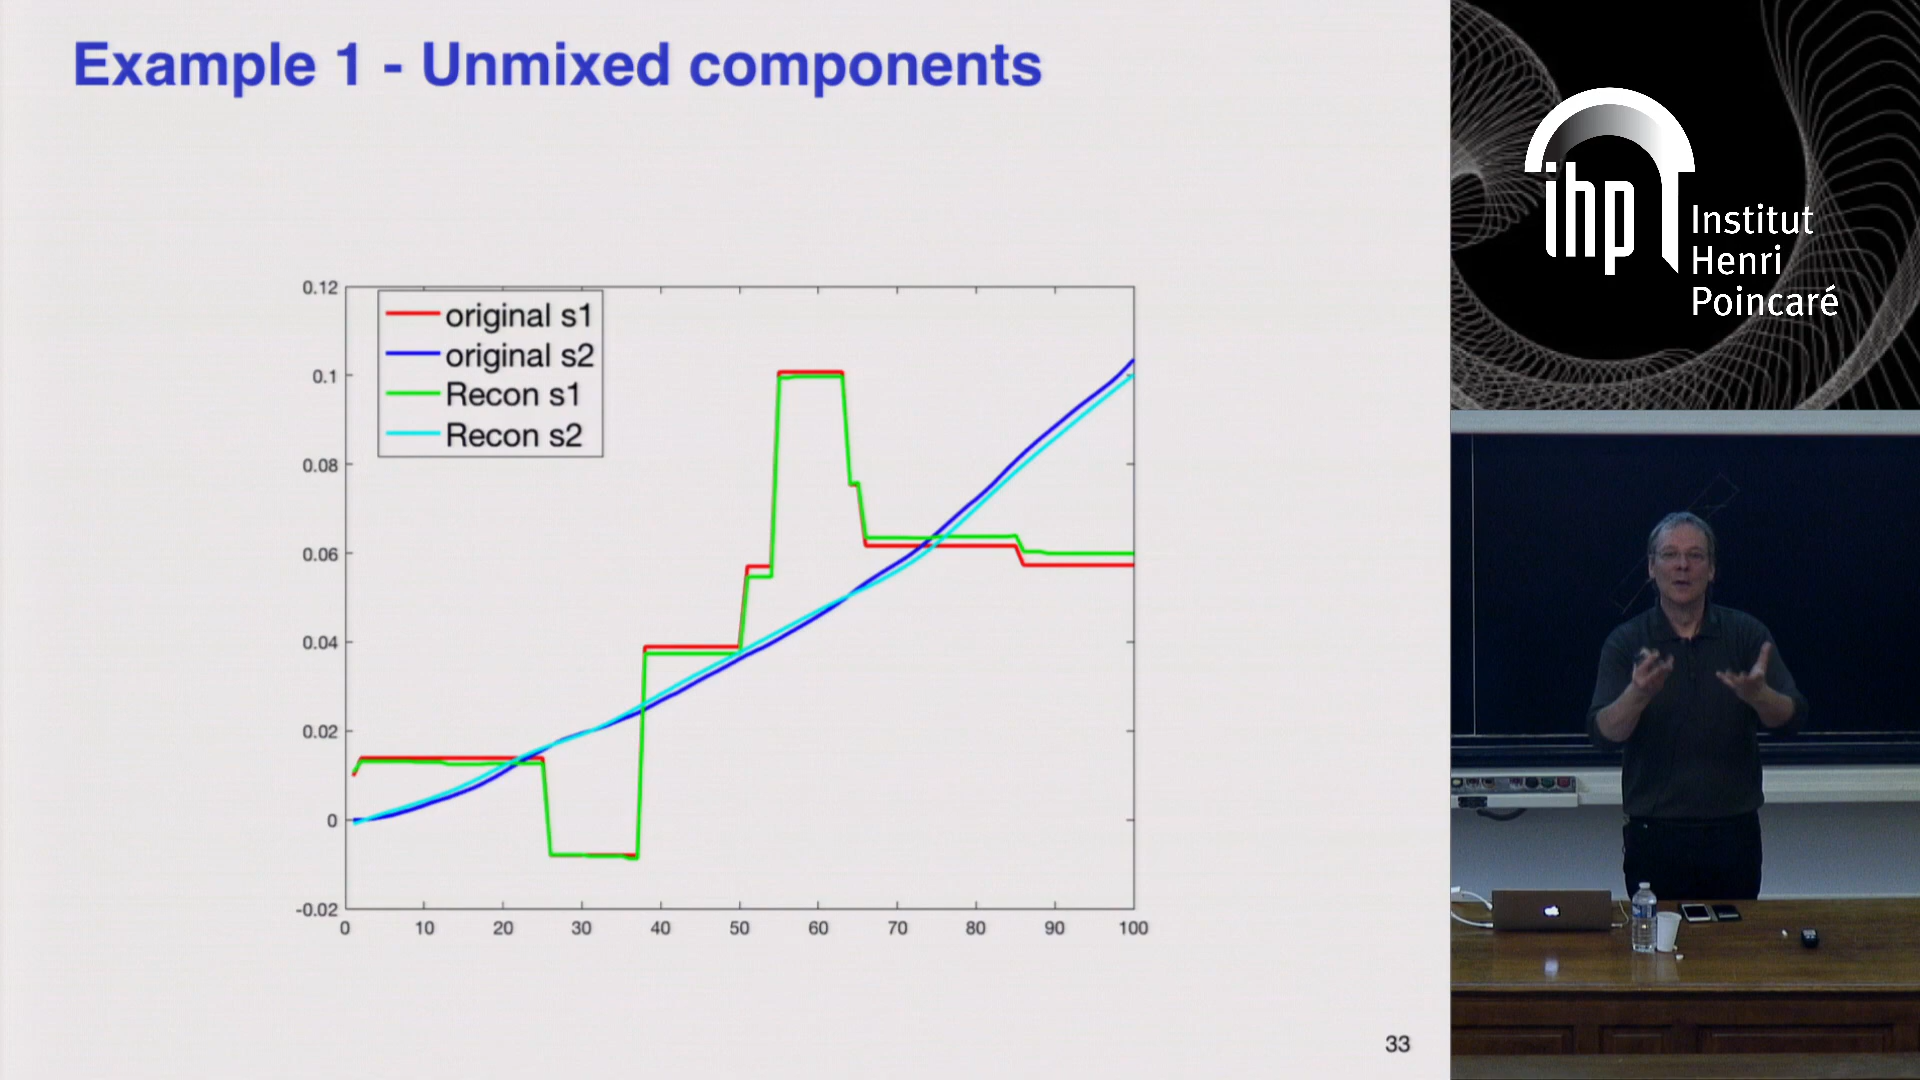 Example 1 - Unmixed components
0.12
0.1
0.08
0.06
0.04
0.02
0
-0.02
original s1
original s2
Recon s1
Recon s2
0 10 20 30 40 50 60 70 80 90 100
33
ihp
Institut
Henri
Poincaré